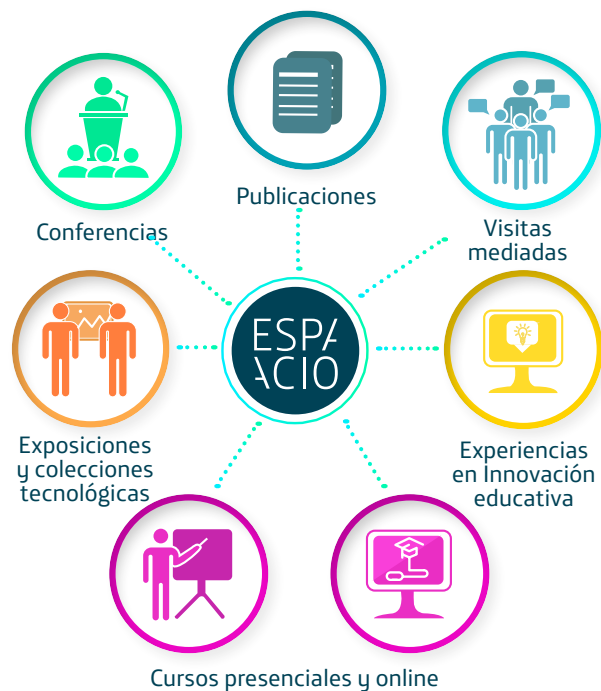 Publicaciones
Conferencias
Visitas
mediadas
ESPA
ACIO
Exposiciones
y colecciones
tecnológicas
Experiencias
en Innovación
educativa
Cursos presenciales y online